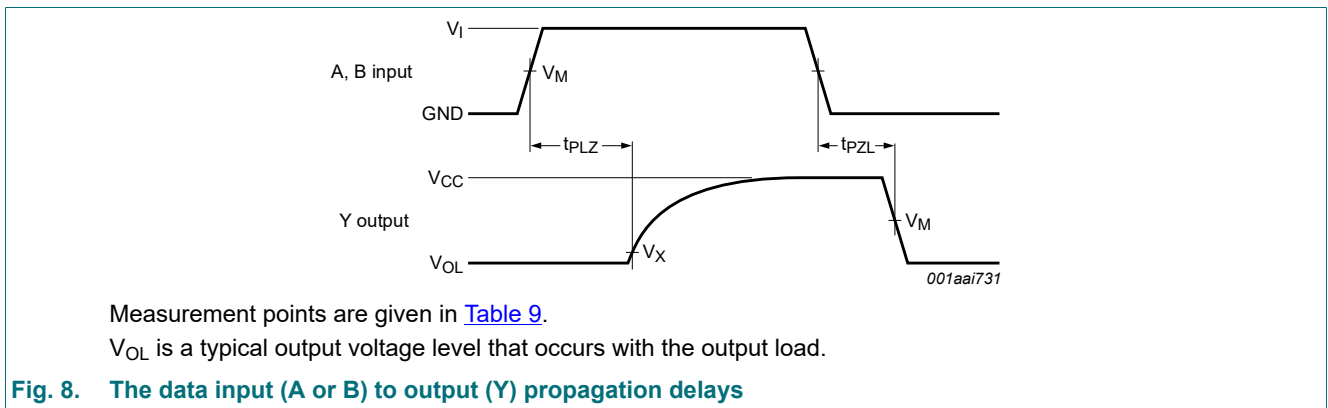 VI
A, B input
VM
GND
tPLZ
tPZL
VCC
Y output
VM
VX
VOL
001aai731
Measurement points are given in Table 9.
VOL is a typical output voltage level that occurs with the output load.
Fig. 8. The data input (A or B) to output (Y) propagation delays